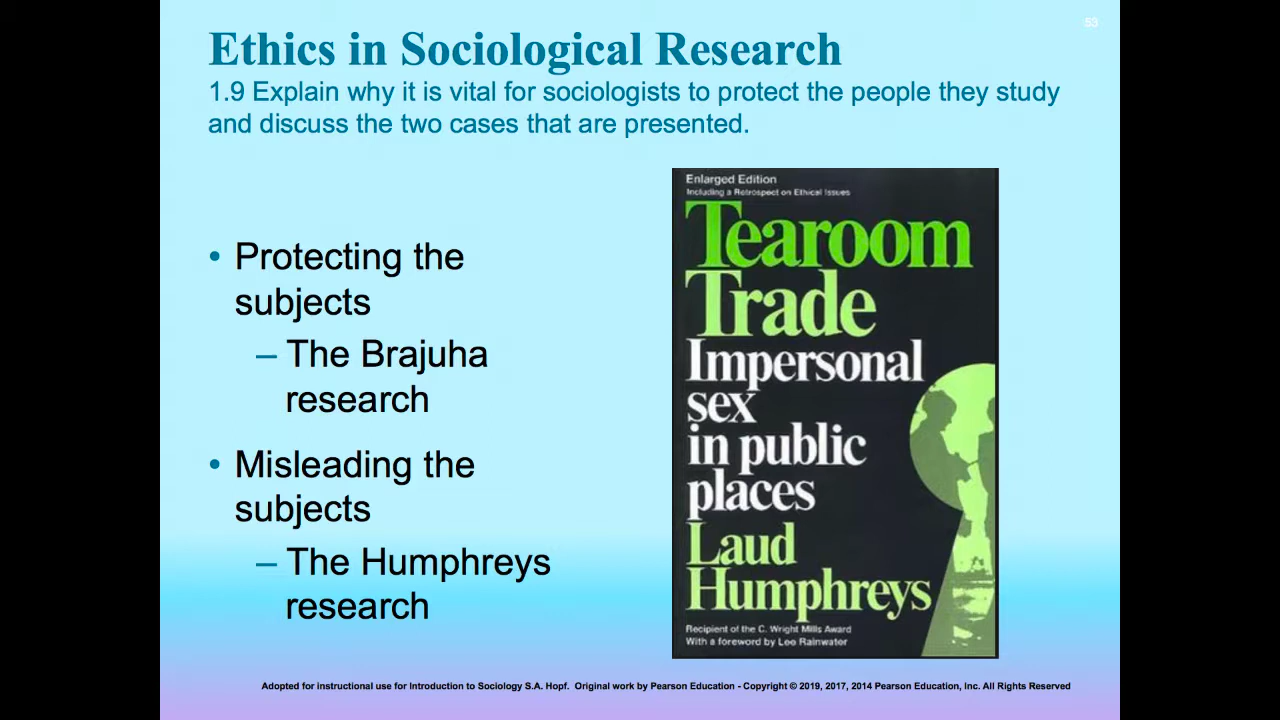 53
Ethics in Sociological Research
1.9 Explain why it is vital for sociologists to protect the people they study
and discuss the two cases that are presented.
• Protecting the
subjects
– The Brajuha
research
• Misleading the
subjects
– The Humphreys
research
Enlarged Edition
Including a Retrospect on Ethical Issues
Tearoom
Trade
Impersonal
sex
in public
places
Laud
Humphreys
Recipient of the C. Wright Mills Award
With a foreword by Lee Rainwater
Adopted for instructional use for Introduction to Sociology S.A. Hopf. Original work by Pearson Education - Copyright © 2019, 2017, 2014 Pearson Education, Inc. All Rights Reserved